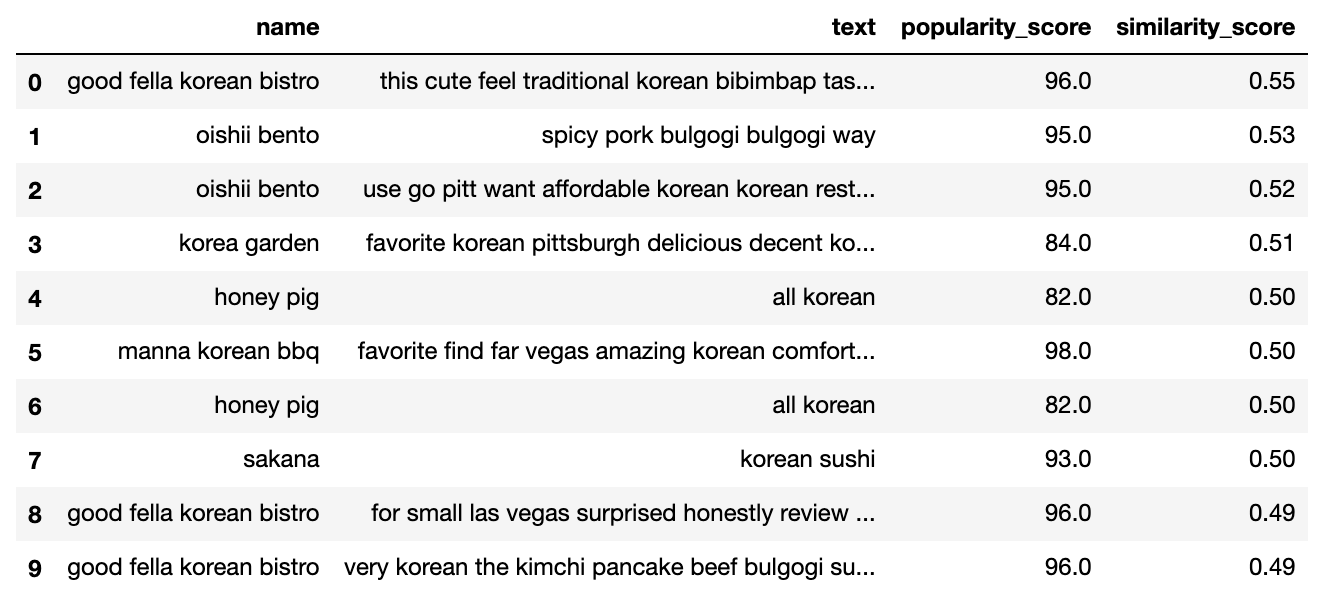 name text popularity_score similarity_score
0 good fella korean bistro this cute feel traditional korean bibimbap tas... 96.0 0.55
1 oishii bento spicy pork bulgogi bulgogi way 95.0 0.53
2 oishii bento use go pitt want affordable korean korean rest... 95.0 0.52
3 korea garden favorite korean pittsburgh delicious decent ko... 84.0 0.51
4 honey pig all korean 82.0 0.50
5 manna korean bbq favorite find far vegas amazing korean comfort... 98.0 0.50
6 honey pig all korean 82.0 0.50
7 sakana korean sushi 93.0 0.50
8 good fella korean bistro for small las vegas surprised honestly review ... 96.0 0.49
9 good fella korean bistro very korean the kimchi pancake beef bulgogi su... 96.0 0.49